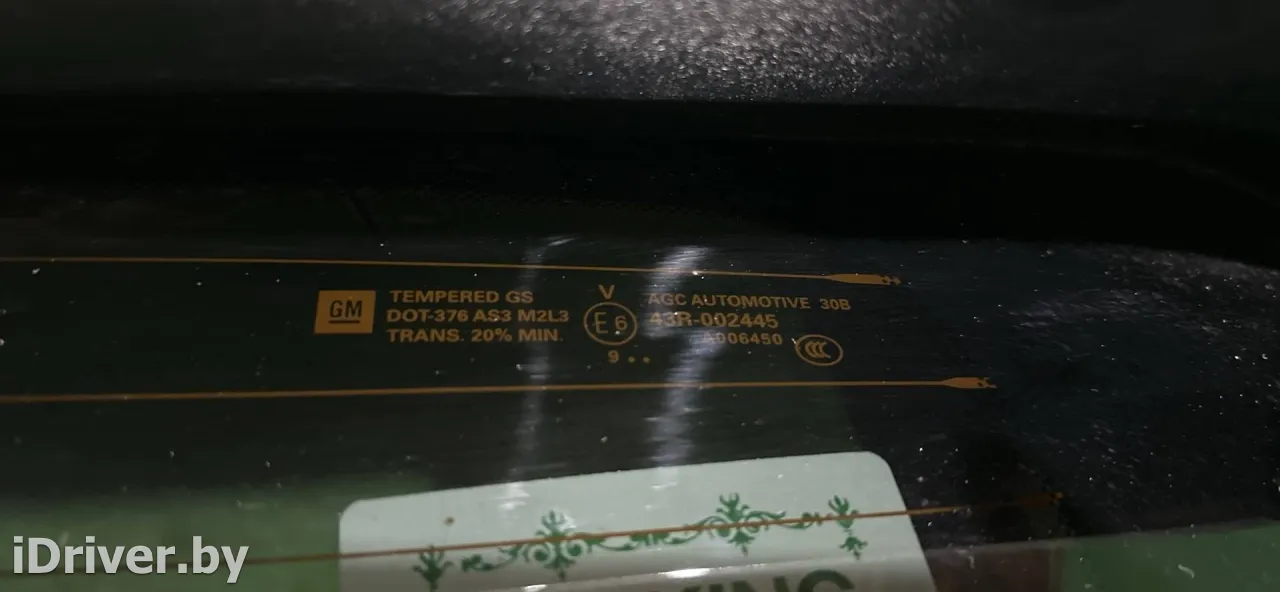 GM
TEMPERED GS
DOT-376 AS3 M2L3
TRANS. 20% MIN.
V
E6
9 ••
AGC AUTOMOTIVE 30B
43R-002445
A006450
CCC
iDriver.by